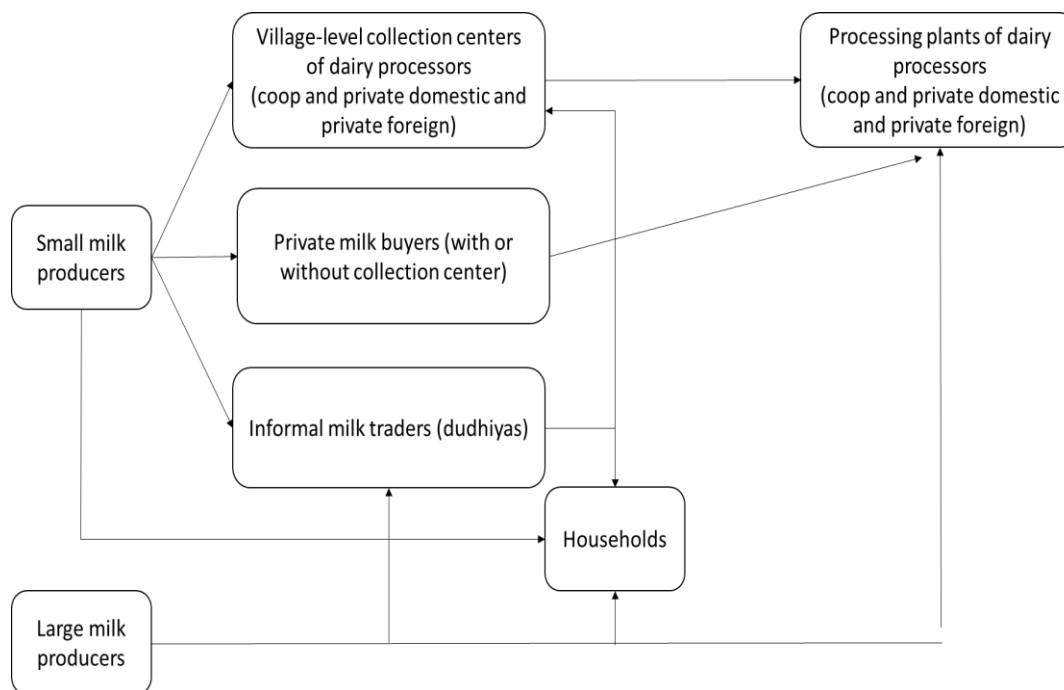 Village-level collection centers
of dairy processors
(coop and private domestic and
private foreign)
Processing plants of dairy
processors
(coop and private domestic
and private foreign)
Small milk
producers
Private milk buyers (with or
without collection center)
Informal milk traders (dudhiyas)
Households
Large milk
producers